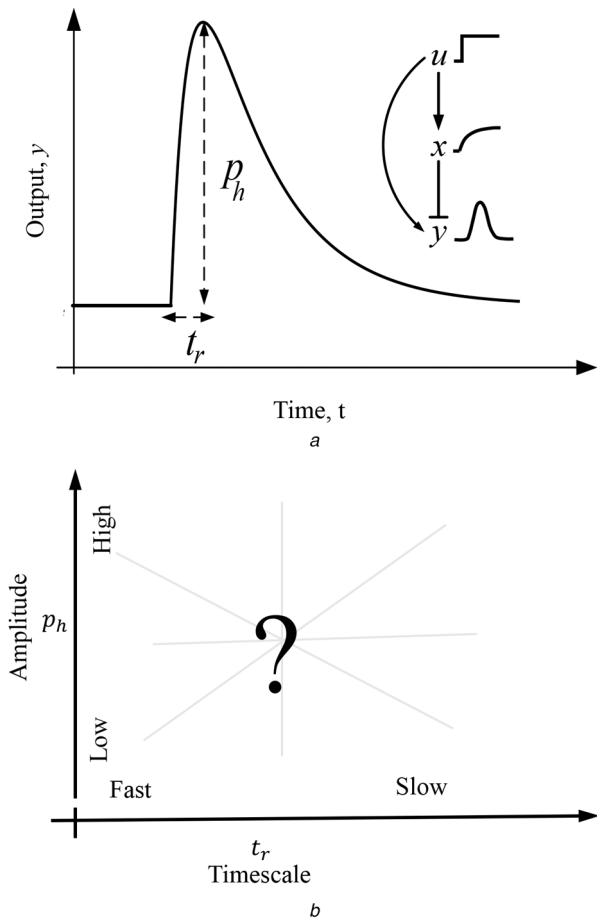 Output, y
p_h
t_r
u
x
y
Time, t
a
Amplitude
High
p_h
Low
?
Fast
Slow
t_r
Timescale
b